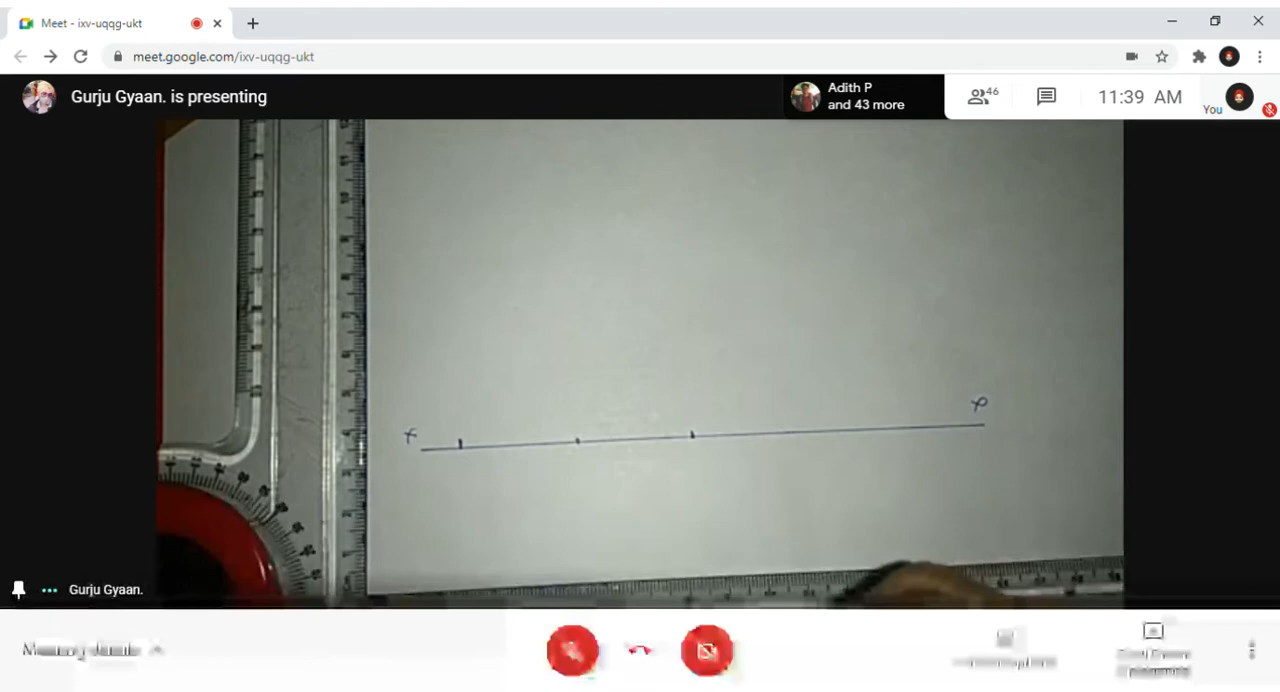 Meet - ixv-uqqg-ukt
meet.google.com/ixv-uqqg-ukt
Gurju Gyaan. is presenting
Adith P
and 43 more
46
11:39 AM
You
Gurju Gyaan.